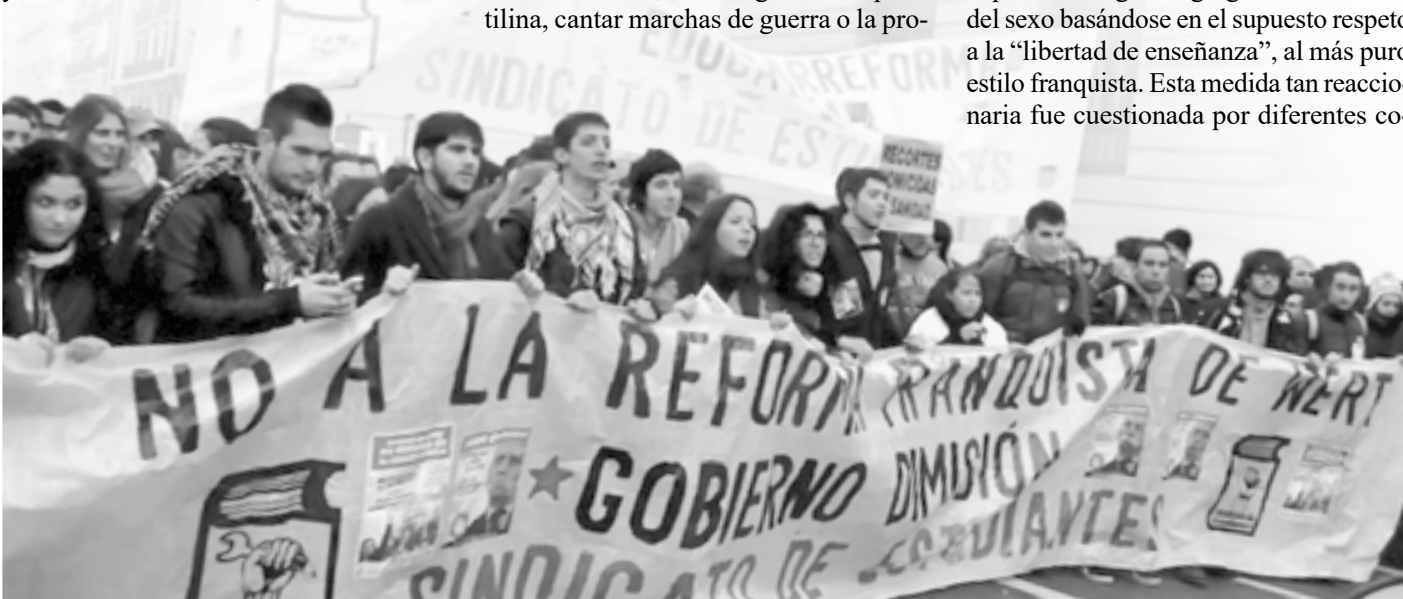 tilina, cantar marchas de guerra o la pro-
del sexo basándose en el supuesto respeto
a la “libertad de enseñanza”, al más puro
estilo franquista. Esta medida tan reaccio-
naria fue cuestionada por diferentes co-
SINDICATO DE
RECORTES
SANIDAD
NO A LA REFORMA FRANQUISTA DE WERT
GOBIERNO DIMISIÓN
SINDICATO DE ESTUDIANTES